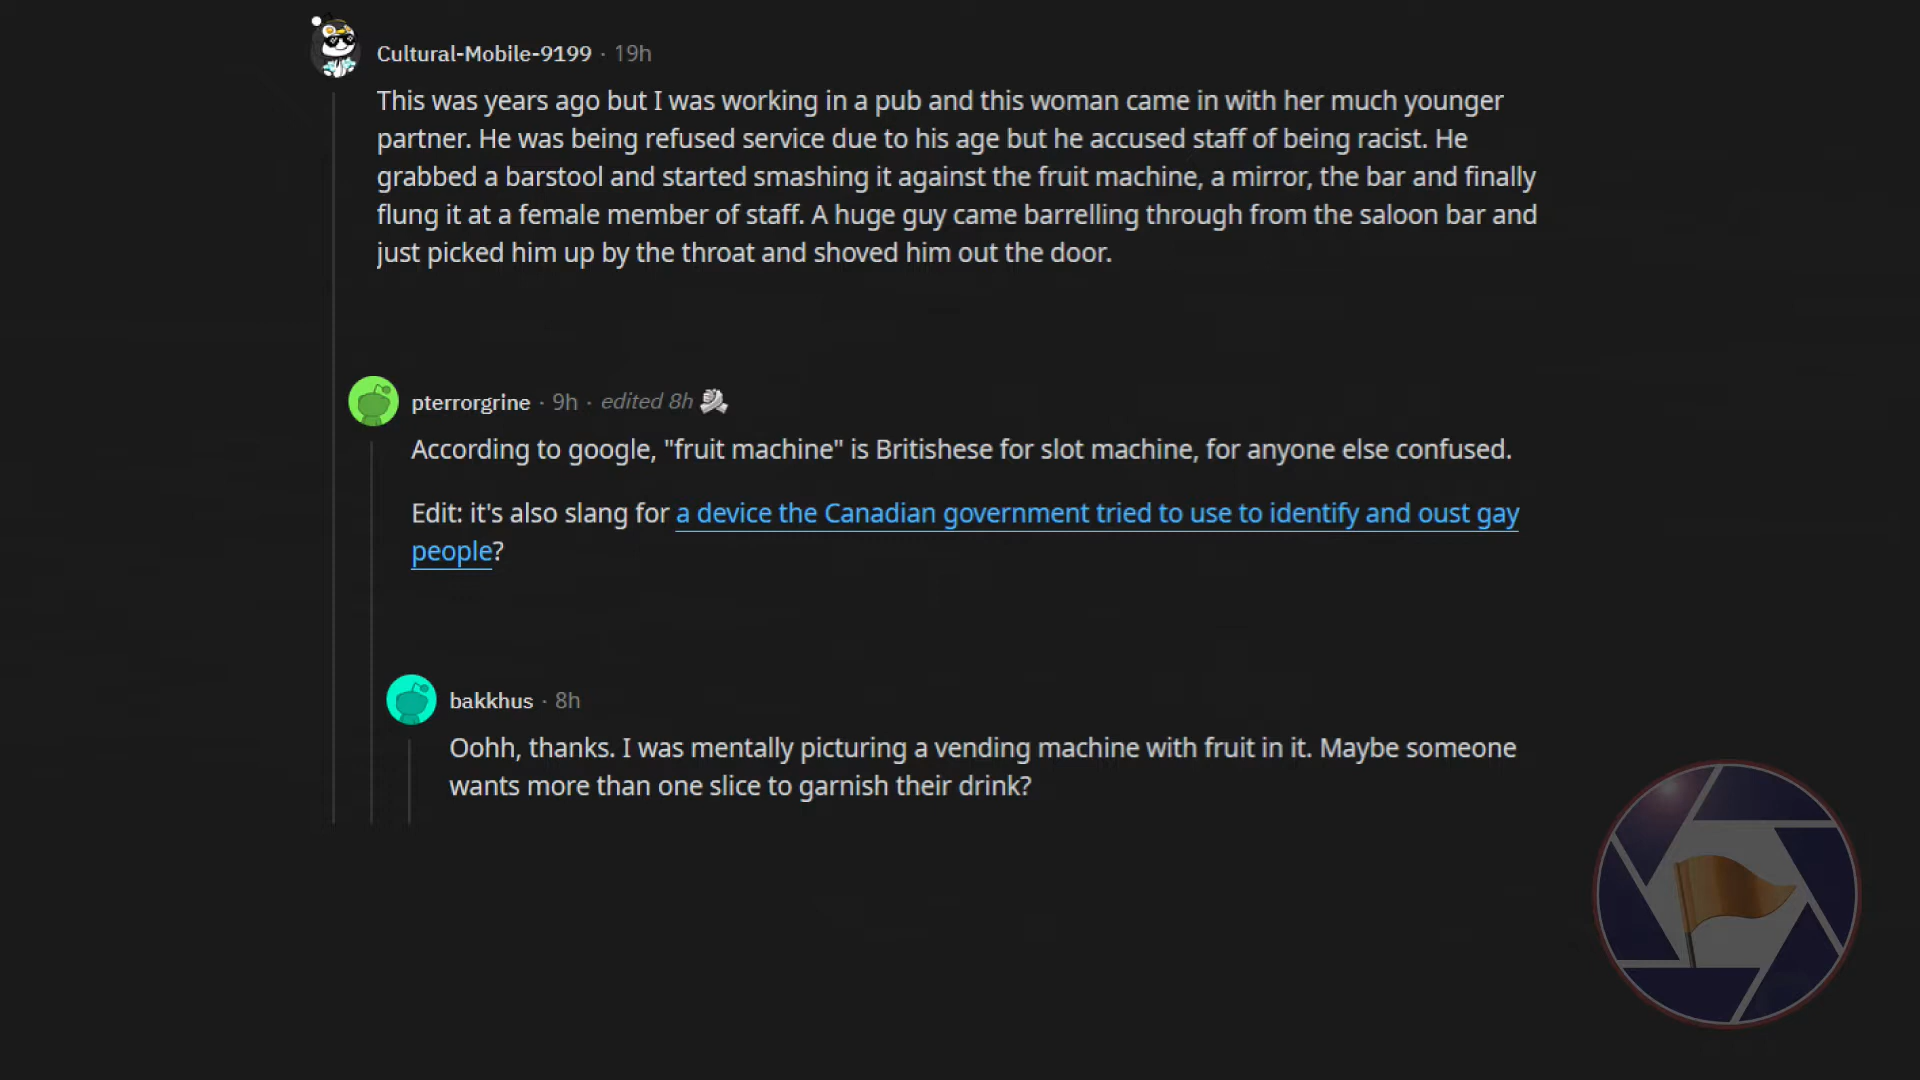 Cultural-Mobile-9199 · 19h
This was years ago but I was working in a pub and this woman came in with her much younger
partner. He was being refused service due to his age but he accused staff of being racist. He
grabbed a barstool and started smashing it against the fruit machine, a mirror, the bar and finally
flung it at a female member of staff. A huge guy came barrelling through from the saloon bar and
just picked him up by the throat and shoved him out the door.
pterrorgrine · 9h · edited 8h
According to google, "fruit machine" is Britishese for slot machine, for anyone else confused.
Edit: it's also slang for a device the Canadian government tried to use to identify and oust gay
people?
bakkhus · 8h
Oohh, thanks. I was mentally picturing a vending machine with fruit in it. Maybe someone
wants more than one slice to garnish their drink?